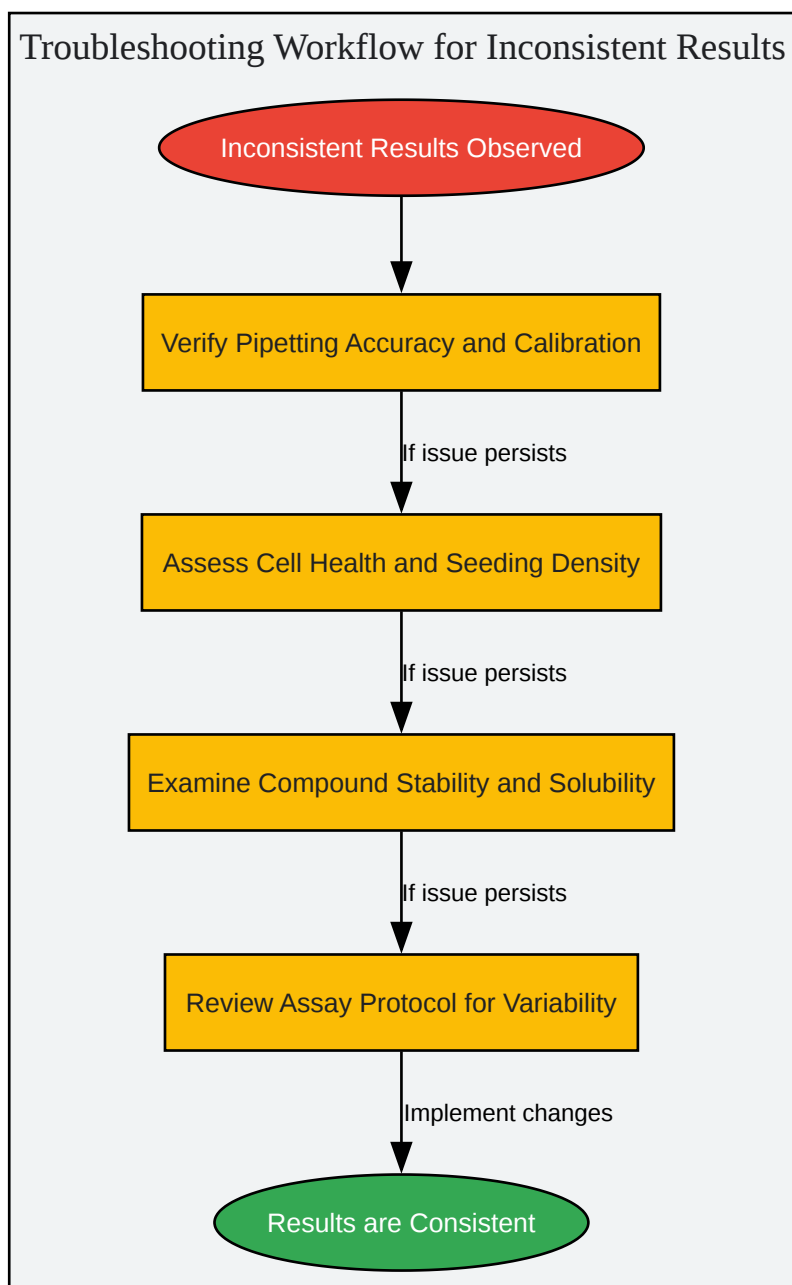 Troubleshooting Workflow for Inconsistent Results
Inconsistent Results Observed
Verify Pipetting Accuracy and Calibration
If issue persists
Assess Cell Health and Seeding Density
If issue persists
Examine Compound Stability and Solubility
If issue persists
Review Assay Protocol for Variability
Implement changes
Results are Consistent